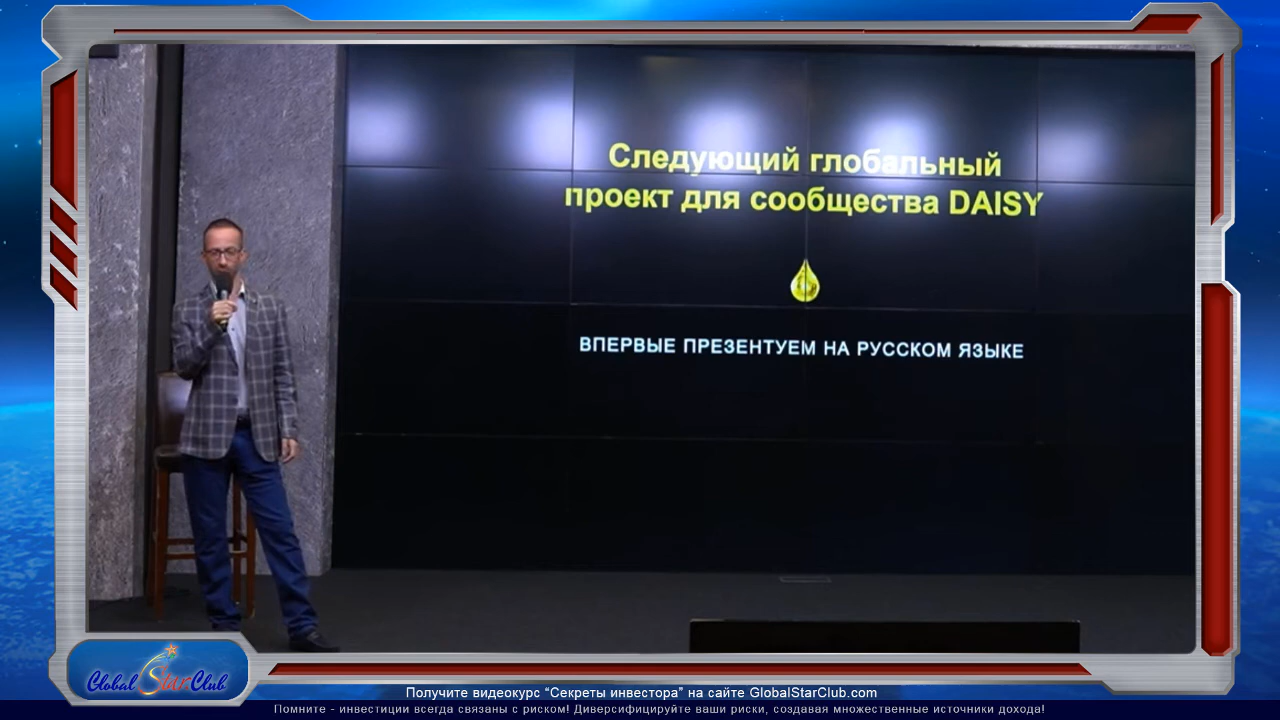 Следующий глобальный
проект для сообщества DAISY
ВПЕРВЫЕ ПРЕЗЕНТУЕМ НА РУССКОМ ЯЗЫКЕ
Global Star Club
Получите видеокурс “Секреты инвестора” на сайте GlobalStarClub.com
Помните - инвестиции всегда связаны с риском! Диверсифицируйте ваши риски, создавая множественные источники дохода!